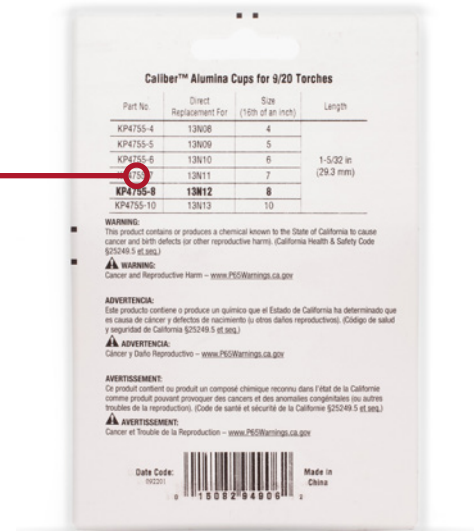 Caliber™ Alumina Cups for 9/20 Torches
Part No. Direct Replacement For Size (16th of an inch) Length
KP4755-4 13N08 4
KP4755-5 13N09 5
KP4755-6 13N10 6 1-5/32 in
13N11 7 (29.3 mm)
KP4755-8 13N12 8
KP4755-10 13N13 10
WARNING:
This product contains or produces a chemical known to the State of California to cause
cancer and birth defects (or other reproductive harm). (California Health & Safety Code
§25249.5 et seq.)
WARNING:
Cancer and Reproductive Harm – www.P65Warnings.ca.gov
ADVERTENCIA:
Este producto contiene o produce un químico que el Estado de California ha determinado que
es causa de cáncer y defectos de nacimiento (u otros daños reproductivos). (Código de salud
y seguridad de California §25249.5 et seq.)
ADVERTENCIA:
Cáncer y Daño Reproductivo – www.P65Warnings.ca.gov
AVERTISSEMENT:
Ce produit contient ou produit un composé chimique reconnu dans l'état de la Californie
comme produit pouvant provoquer des cancers et des anomalies congénitales (ou autres
troubles de la reproduction). (Code de santé et sécurité de la Californie §25249.5 et seq.)
AVERTISSEMENT:
Cancer et Trouble de la Reproduction – www.P65Warnings.ca.gov
Date Code: Made in
092201 China
0 15082 94906 2